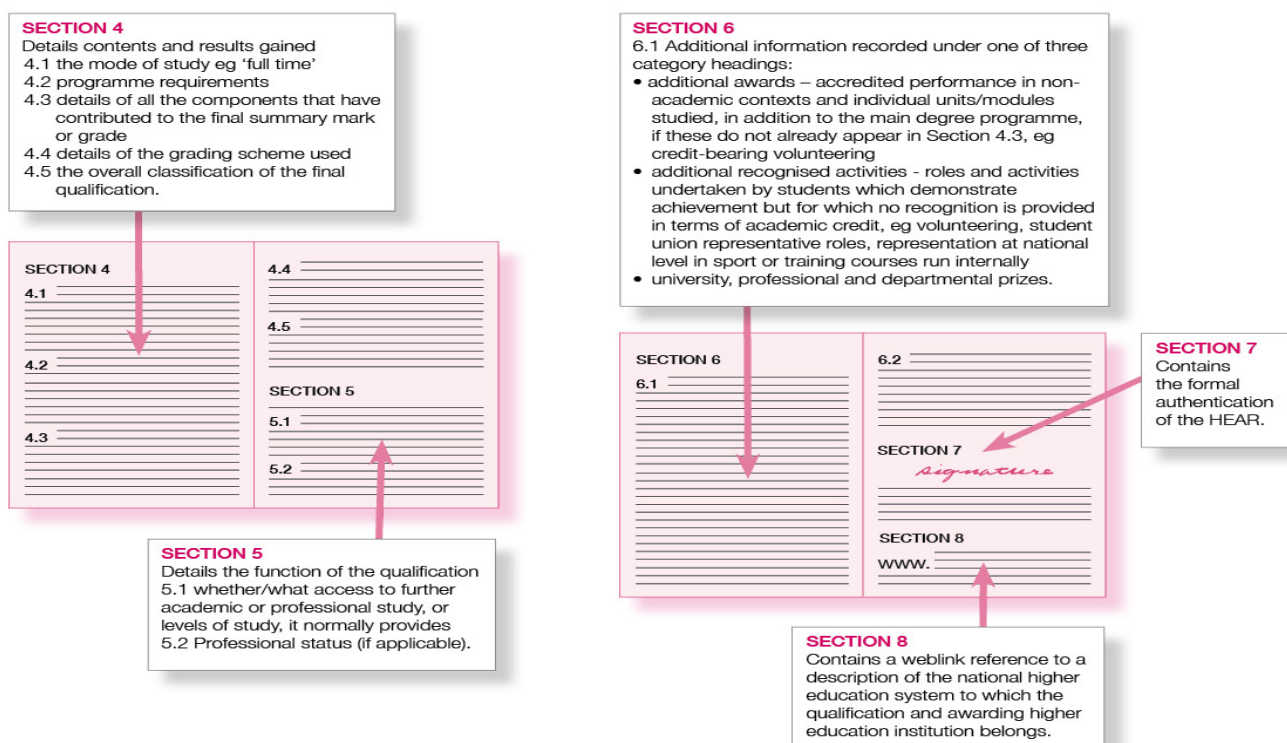 SECTION 4
Details contents and results gained
4.1 the mode of study eg ‘full time’
4.2 programme requirements
4.3 details of all the components that have
contributed to the final summary mark
or grade
4.4 details of the grading scheme used
4.5 the overall classification of the final
qualification.
SECTION 4
4.1
4.2
4.3
4.4
4.5
SECTION 5
5.1
5.2
SECTION 5
Details the function of the qualification
5.1 whether/what access to further
academic or professional study, or
levels of study, it normally provides
5.2 Professional status (if applicable).
SECTION 6
6.1 Additional information recorded under one of three
category headings:
• additional awards – accredited performance in non-
academic contexts and individual units/modules
studied, in addition to the main degree programme,
if these do not already appear in Section 4.3, eg
credit-bearing volunteering
• additional recognised activities - roles and activities
undertaken by students which demonstrate
achievement but for which no recognition is provided
in terms of academic credit, eg volunteering, student
union representative roles, representation at national
level in sport or training courses run internally
• university, professional and departmental prizes.
SECTION 6
6.1
6.2
SECTION 7
signature
SECTION 8
WWW.
SECTION 7
Contains
the formal
authentication
of the HEAR.
SECTION 8
Contains a weblink reference to a
description of the national higher
education system to which the
qualification and awarding higher
education institution belongs.